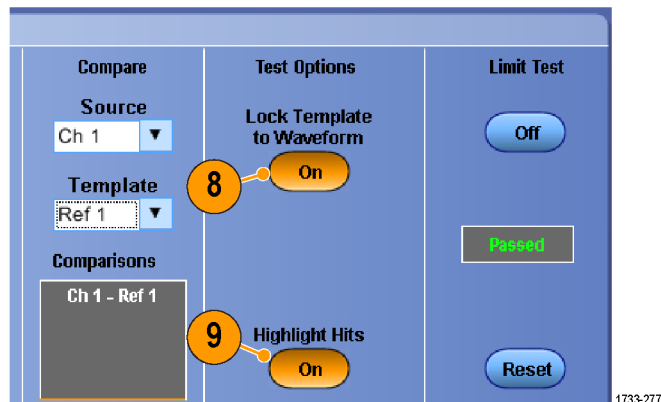 Compare
Source
Ch 1
Template
Ref 1
Comparisons
Ch 1 - Ref 1
Test Options
Lock Template
to Waveform
8
On
9
Highlight Hits
On
Limit Test
Off
Passed
Reset
1733-277